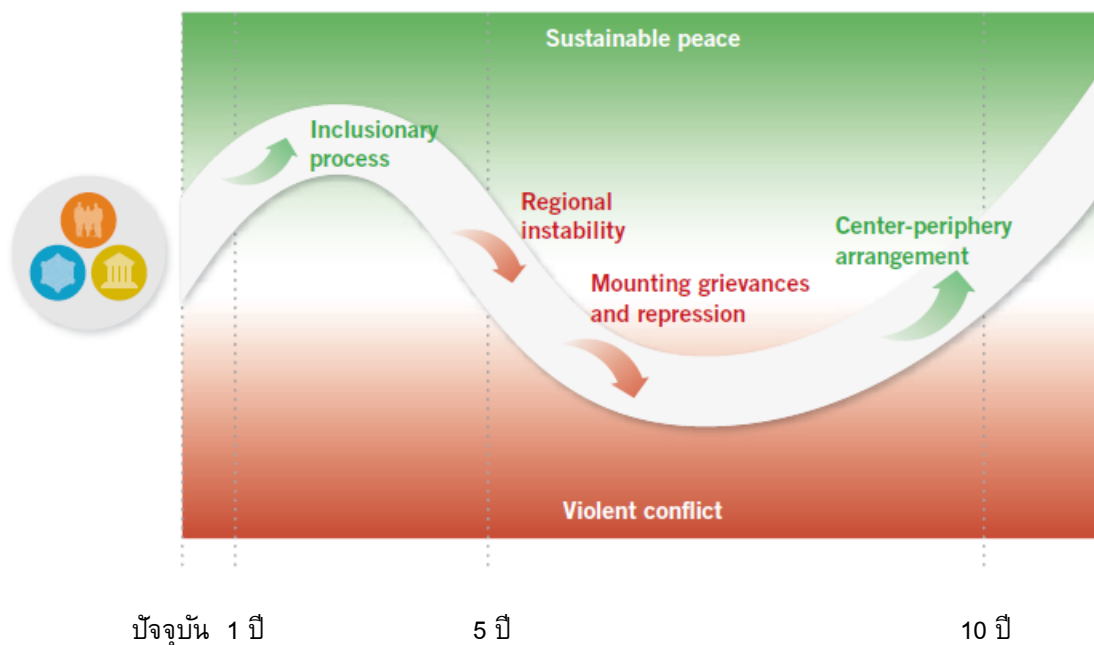 Sustainable peace
Inclusionary
process
Regional
instability
Center-periphery
arrangement
Mounting grievances
and repression
Violent conflict
ปัจจุบัน 1 ปี 5 ปี 10 ปี